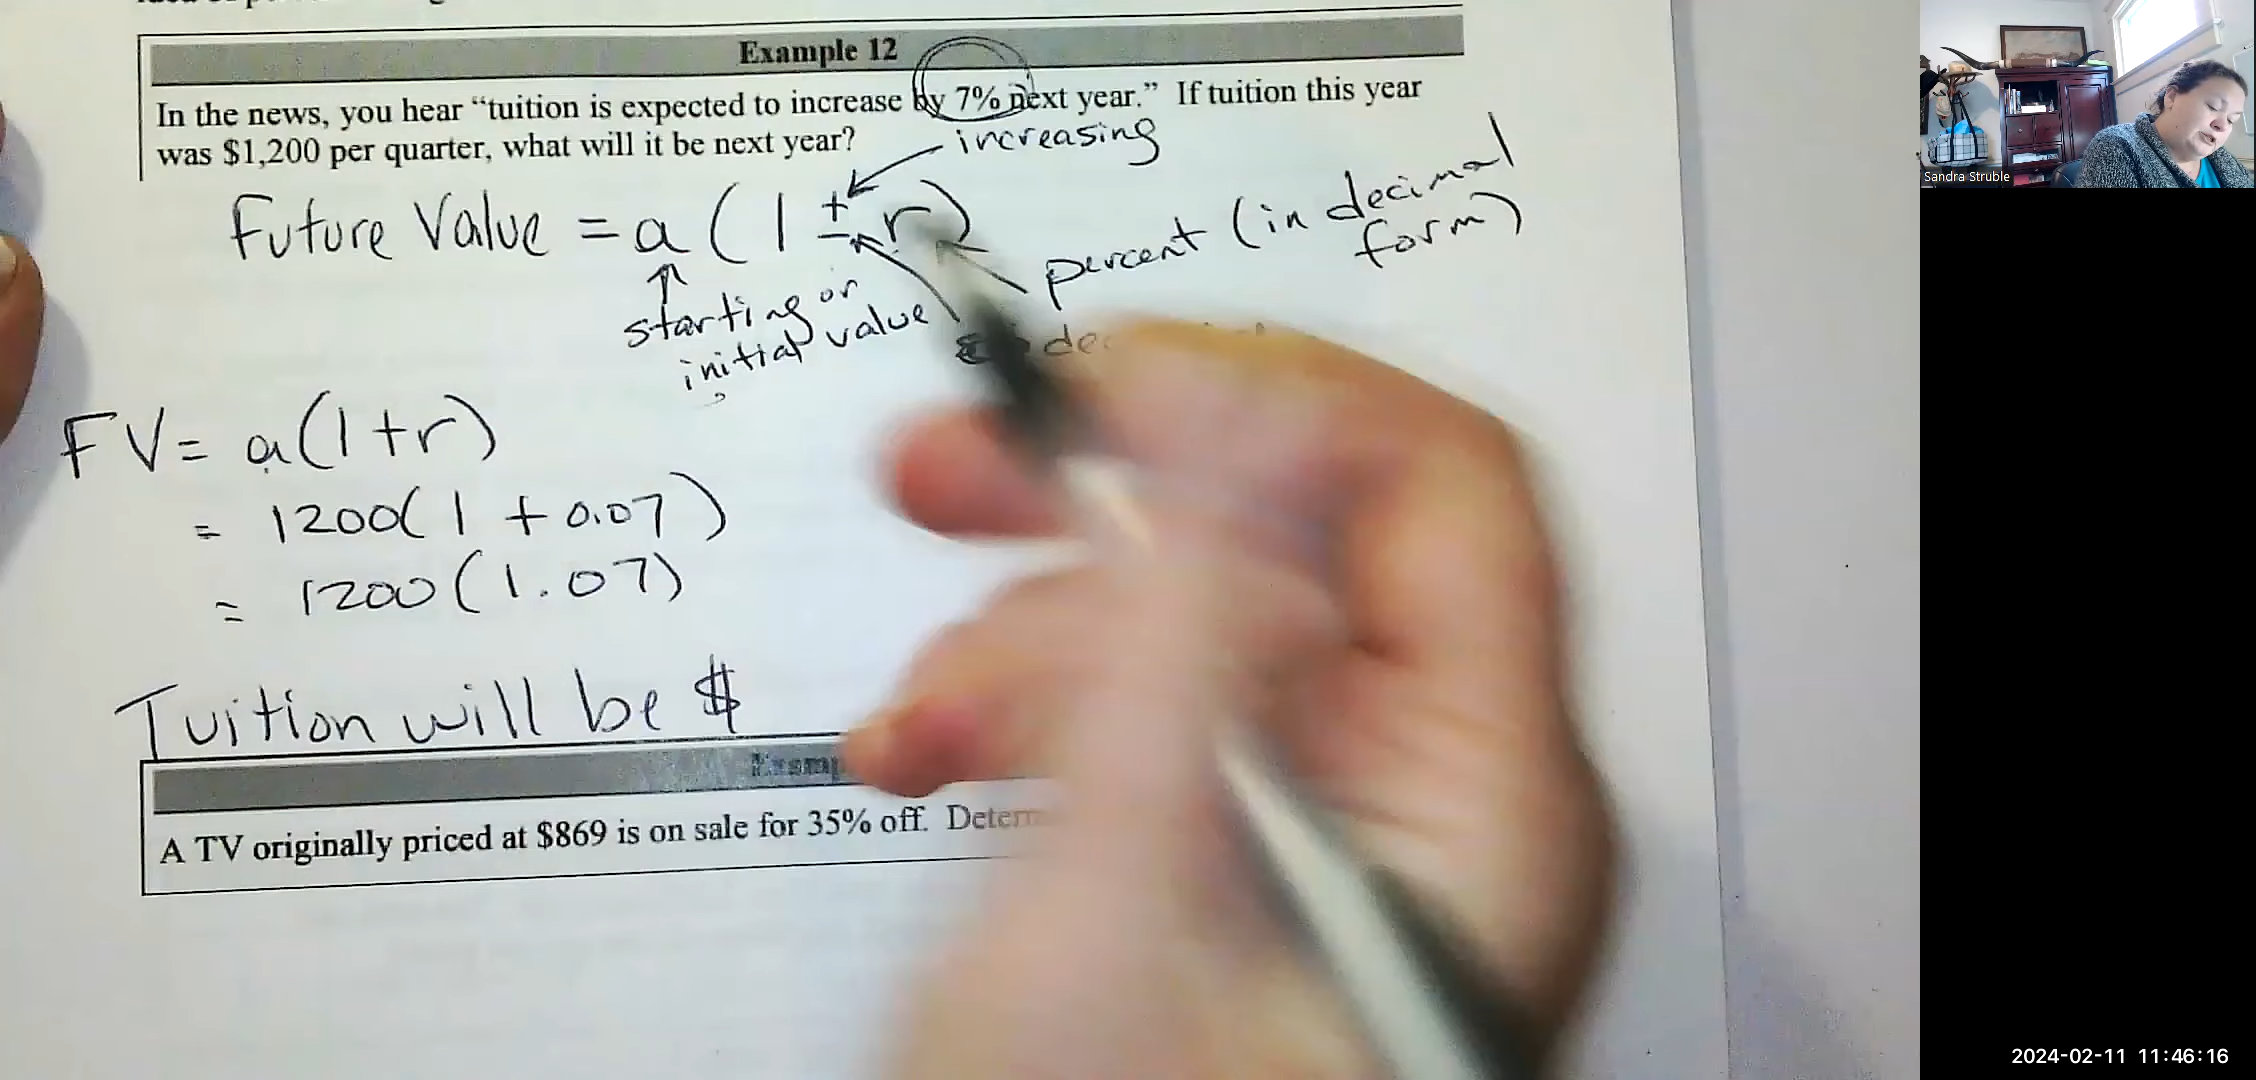 Example 12
In the news, you hear “tuition is expected to increase by 7% next year.” If tuition this year
was $1,200 per quarter, what will it be next year?
increasing
Future Value = a ( 1 ± r )
percent (in decimal
form)
starting or
initial value
FV = a(1+r)
= 1200( 1 + 0.07 )
= 1200 ( 1.07)
Tuition will be $
A TV originally priced at $869 is on sale for 35% off.
Sandra Struble
2024-02-11 11:46:16